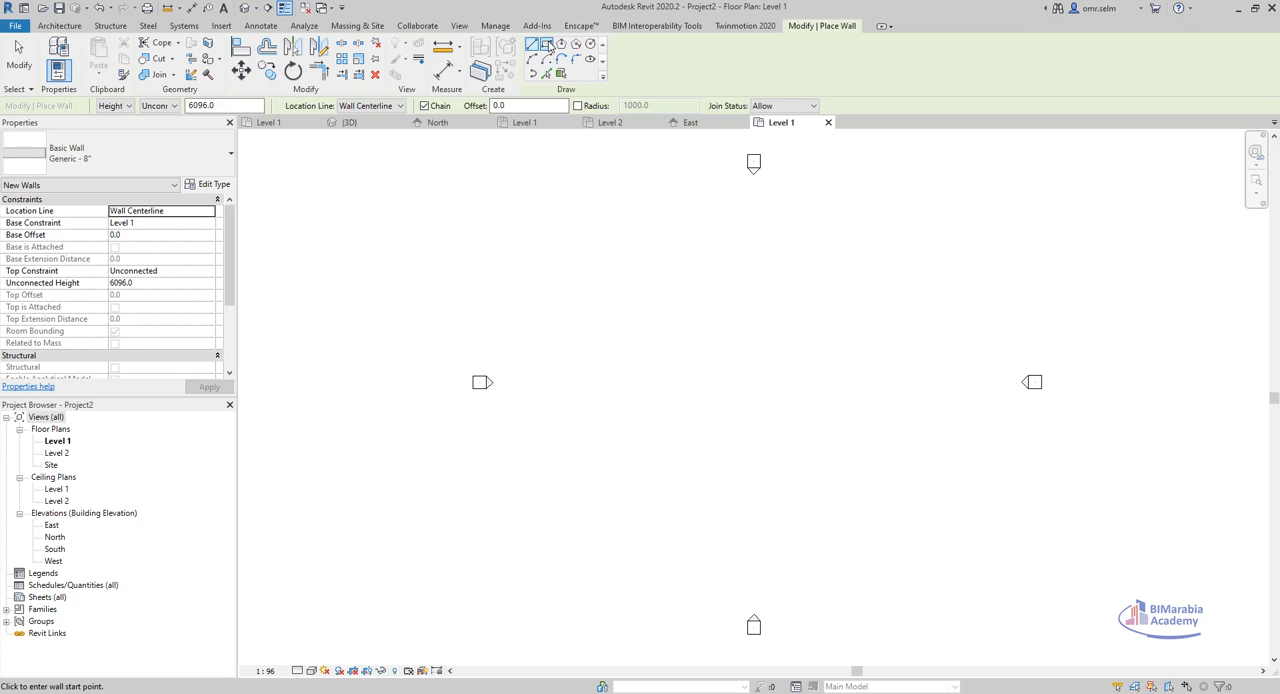 Autodesk Revit 2020.2 - Project2 - Floor Plan: Level 1
omr.selm
File Architecture Structure Steel Systems Insert Annotate Analyze Massing & Site Collaborate View Manage Add-Ins Enscape™ BIM Interoperability Tools Twinmotion 2020 Modify | Place Wall
Modify Paste Cope Cut Join
Select Properties Clipboard Geometry Modify View Measure Create Draw
Modify | Place Wall Height Unconr 6096.0 Location Line: Wall Centerline Chain Offset: 0.0 Radius: 1000.0 Join Status: Allow
Properties
Level 1 {3D} North Level 1 Level 2 East Level 1
Basic Wall
Generic - 8"
New Walls Edit Type
Constraints
Location Line Wall Centerline
Base Constraint Level 1
Base Offset 0.0
Base is Attached
Base Extension Distance 0.0
Top Constraint Unconnected
Unconnected Height 6096.0
Top Offset 0.0
Top is Attached
Top Extension Distance 0.0
Room Bounding
Related to Mass
Structural
Structural
Properties help Apply
Project Browser - Project2
Views (all)
Floor Plans
Level 1
Level 2
Site
Ceiling Plans
Level 1
Level 2
Elevations (Building Elevation)
East
North
South
West
Legends
Schedules/Quantities (all)
Sheets (all)
Families
Groups
Revit Links
BIMarabia
Academy
1 : 96
Click to enter wall start point. :0 Main Model :0